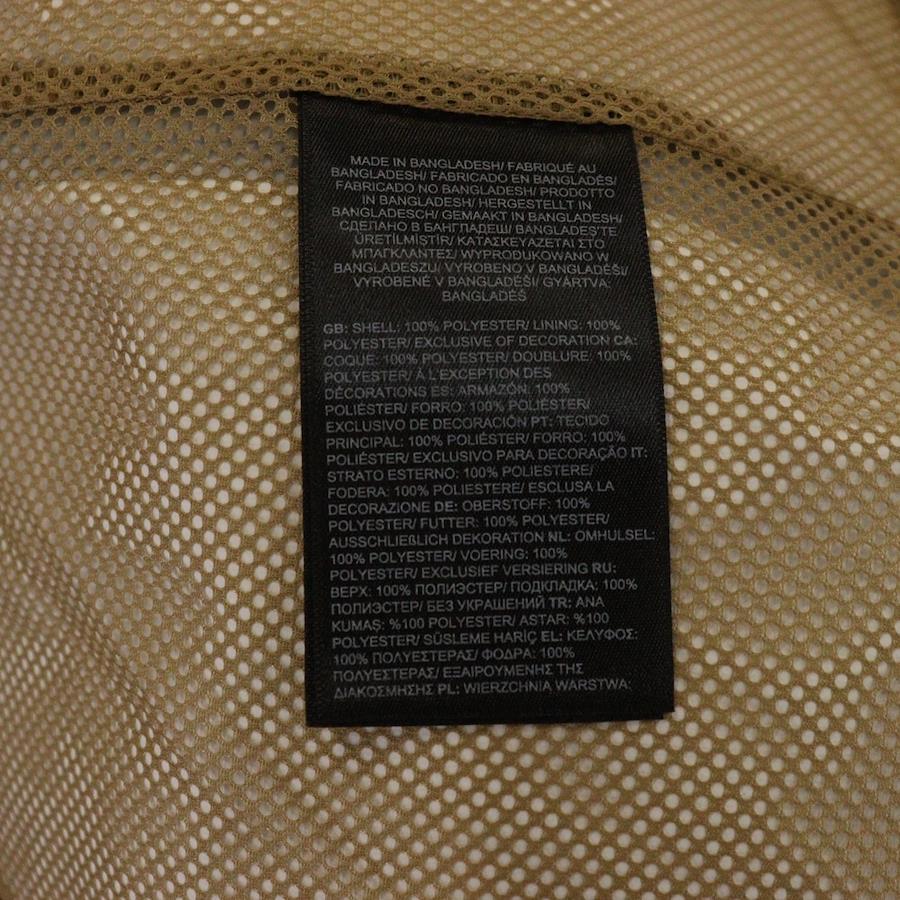 MADE IN BANGLADESH/ FABRIQUÉ AU
BANGLADESH/ FABRICADO EN BANGLADÉS/
FABRICADO NO BANGLADESH/ PRODOTTO
IN BANGLADESH/ HERGESTELLT IN
BANGLADESCH/ GEMAAKT IN BANGLADESH/
СДЕЛАНО В БАНГЛАДЕШ/ BANGLADEŞ'TE
ÜRETİLMİŞTİR/ ΚΑΤΑΣΚΕΥΑΖΕΤΑΙ ΣΤΟ
ΜΠΑΓΚΛΑΝΤΕΣ/ WYPRODUKOWANO W
BANGLADESZU/ VYROBENO V BANGLADÉŠI/
VYROBENÉ V BANGLADÉŠI/ GYÁRTVA:
BANGLADÉS
GB: SHELL: 100% POLYESTER/ LINING: 100%
POLYESTER/ EXCLUSIVE OF DECORATION CA:
COQUE: 100% POLYESTER/ DOUBLURE: 100%
POLYESTER/ À L'EXCEPTION DES
DÉCORATIONS ES: ARMAZÓN: 100%
POLIÉSTER/ FORRO: 100% POLIÉSTER/
EXCLUSIVO DE DECORACIÓN PT: TECIDO
PRINCIPAL: 100% POLIÉSTER/ FORRO: 100%
POLIÉSTER/ EXCLUSIVO PARA DECORAÇÃO IT:
STRATO ESTERNO: 100% POLIESTERE/
FODERA: 100% POLIESTERE/ ESCLUSA LA
DECORAZIONE DE: OBERSTOFF: 100%
POLYESTER/ FUTTER: 100% POLYESTER/
AUSSCHLIEßLICH DEKORATION NL: OMHULSEL:
100% POLYESTER/ VOERING: 100%
POLYESTER/ EXCLUSIEF VERSIERING RU:
ВЕРХ: 100% ПОЛИЭСТЕР/ ПОДКЛАДКА: 100%
ПОЛИЭСТЕР/ БЕЗ УКРАШЕНИЙ TR: ANA
KUMAŞ: %100 POLYESTER/ ASTAR: %100
POLYESTER/ SÜSLEME HARİÇ EL: ΚΕΛΥΦΟΣ:
100% ΠΟΛΥΕΣΤΕΡΑΣ/ ΦΟΔΡΑ: 100%
ΠΟΛΥΕΣΤΕΡΑΣ/ ΕΞΑΙΡΟΥΜΕΝΗΣ ΤΗΣ
ΔΙΑΚΟΣΜΗΣΗΣ PL: WIERZCHNIA WARSTWA: